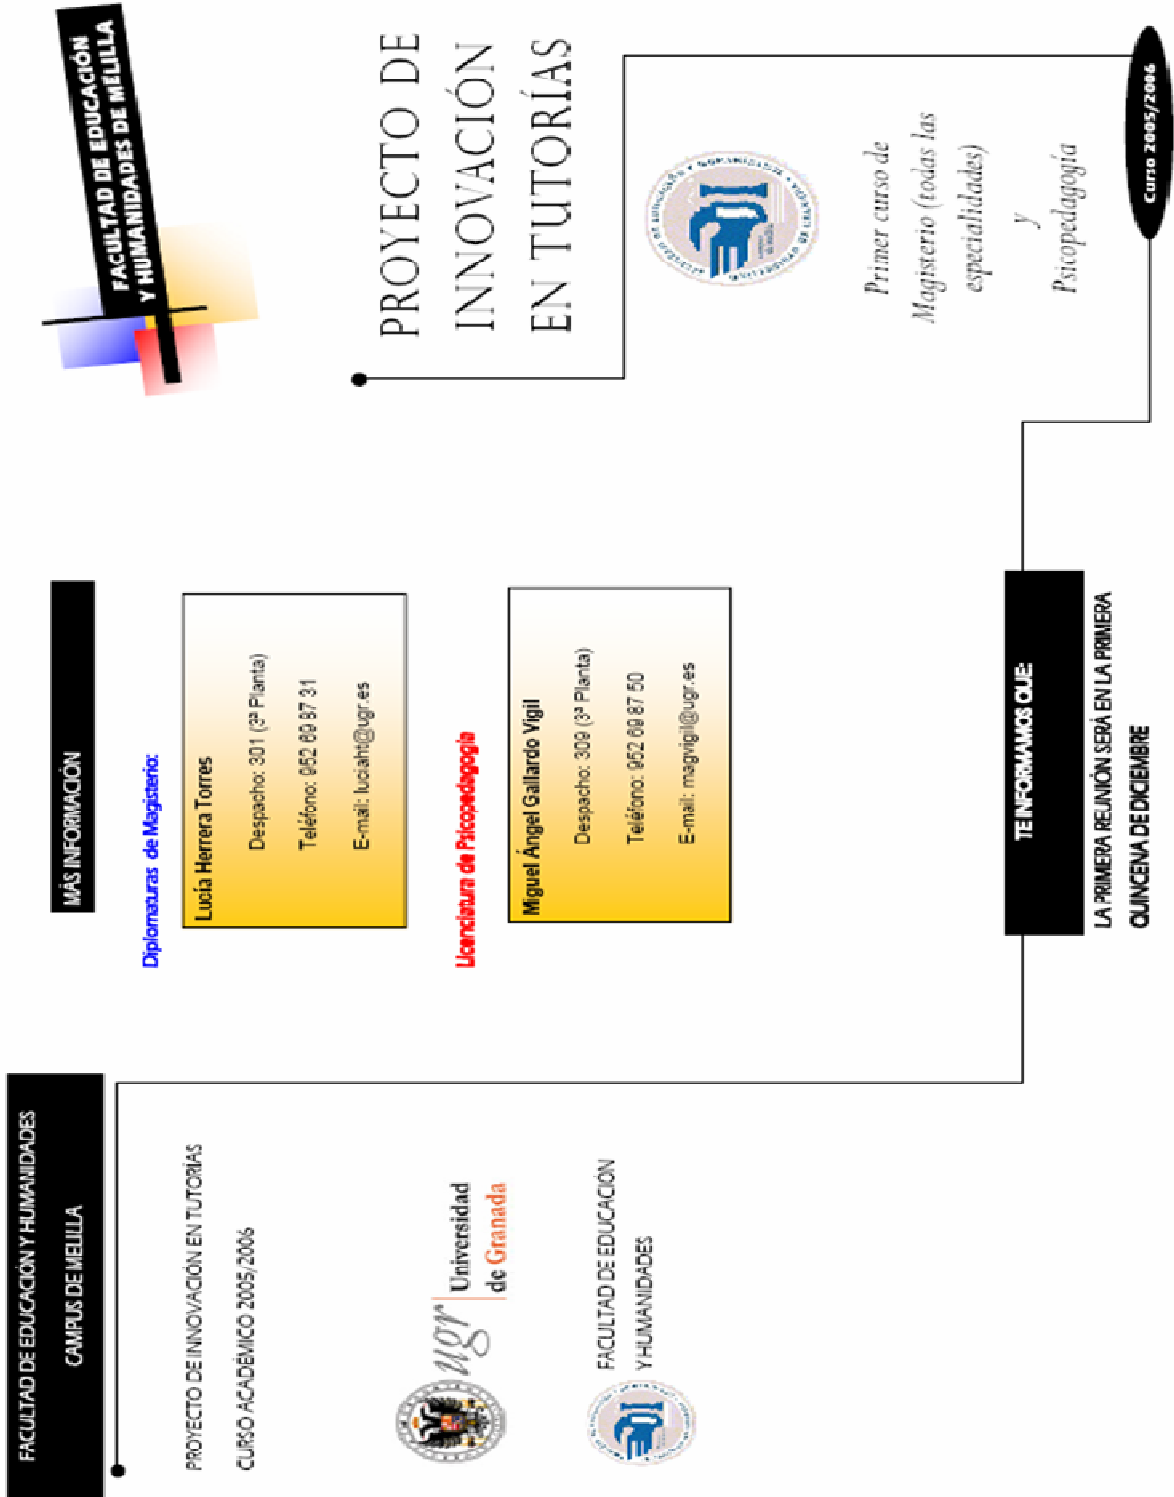 FACULTAD DE EDUCACIÓN Y HUMANIDADES
CAMPUS DE MELILLA
PROYECTO DE INNOVACIÓN EN TUTORÍAS
CURSO ACADÉMICO 2005/2006
ugr
Universidad
de Granada
FACULTAD DE EDUCACIÓN
Y HUMANIDADES
MÁS INFORMACIÓN
Diplomaturas de Magisterio:
Lucía Herrera Torres
Despacho: 301 (3ª Planta)
Teléfono: 952 69 87 31
E-mail: luciaht@ugr.es
Licenciatura de Psicopedagogía
Miguel Ángel Gallardo Vigil
Despacho: 309 (3ª Planta)
Teléfono: 952 69 87 50
E-mail: magvigil@ugr.es
TE INFORMAMOS QUE:
LA PRIMERA REUNIÓN SERÁ EN LA PRIMERA
QUINCENA DE DICIEMBRE
FACULTAD DE EDUCACIÓN
Y HUMANIDADES DE MELILLA
PROYECTO DE
INNOVACIÓN
EN TUTORÍAS
Primer curso de
Magisterio (todas las
especialidades)
y
Psicopedagogía
Curso 2005/2006